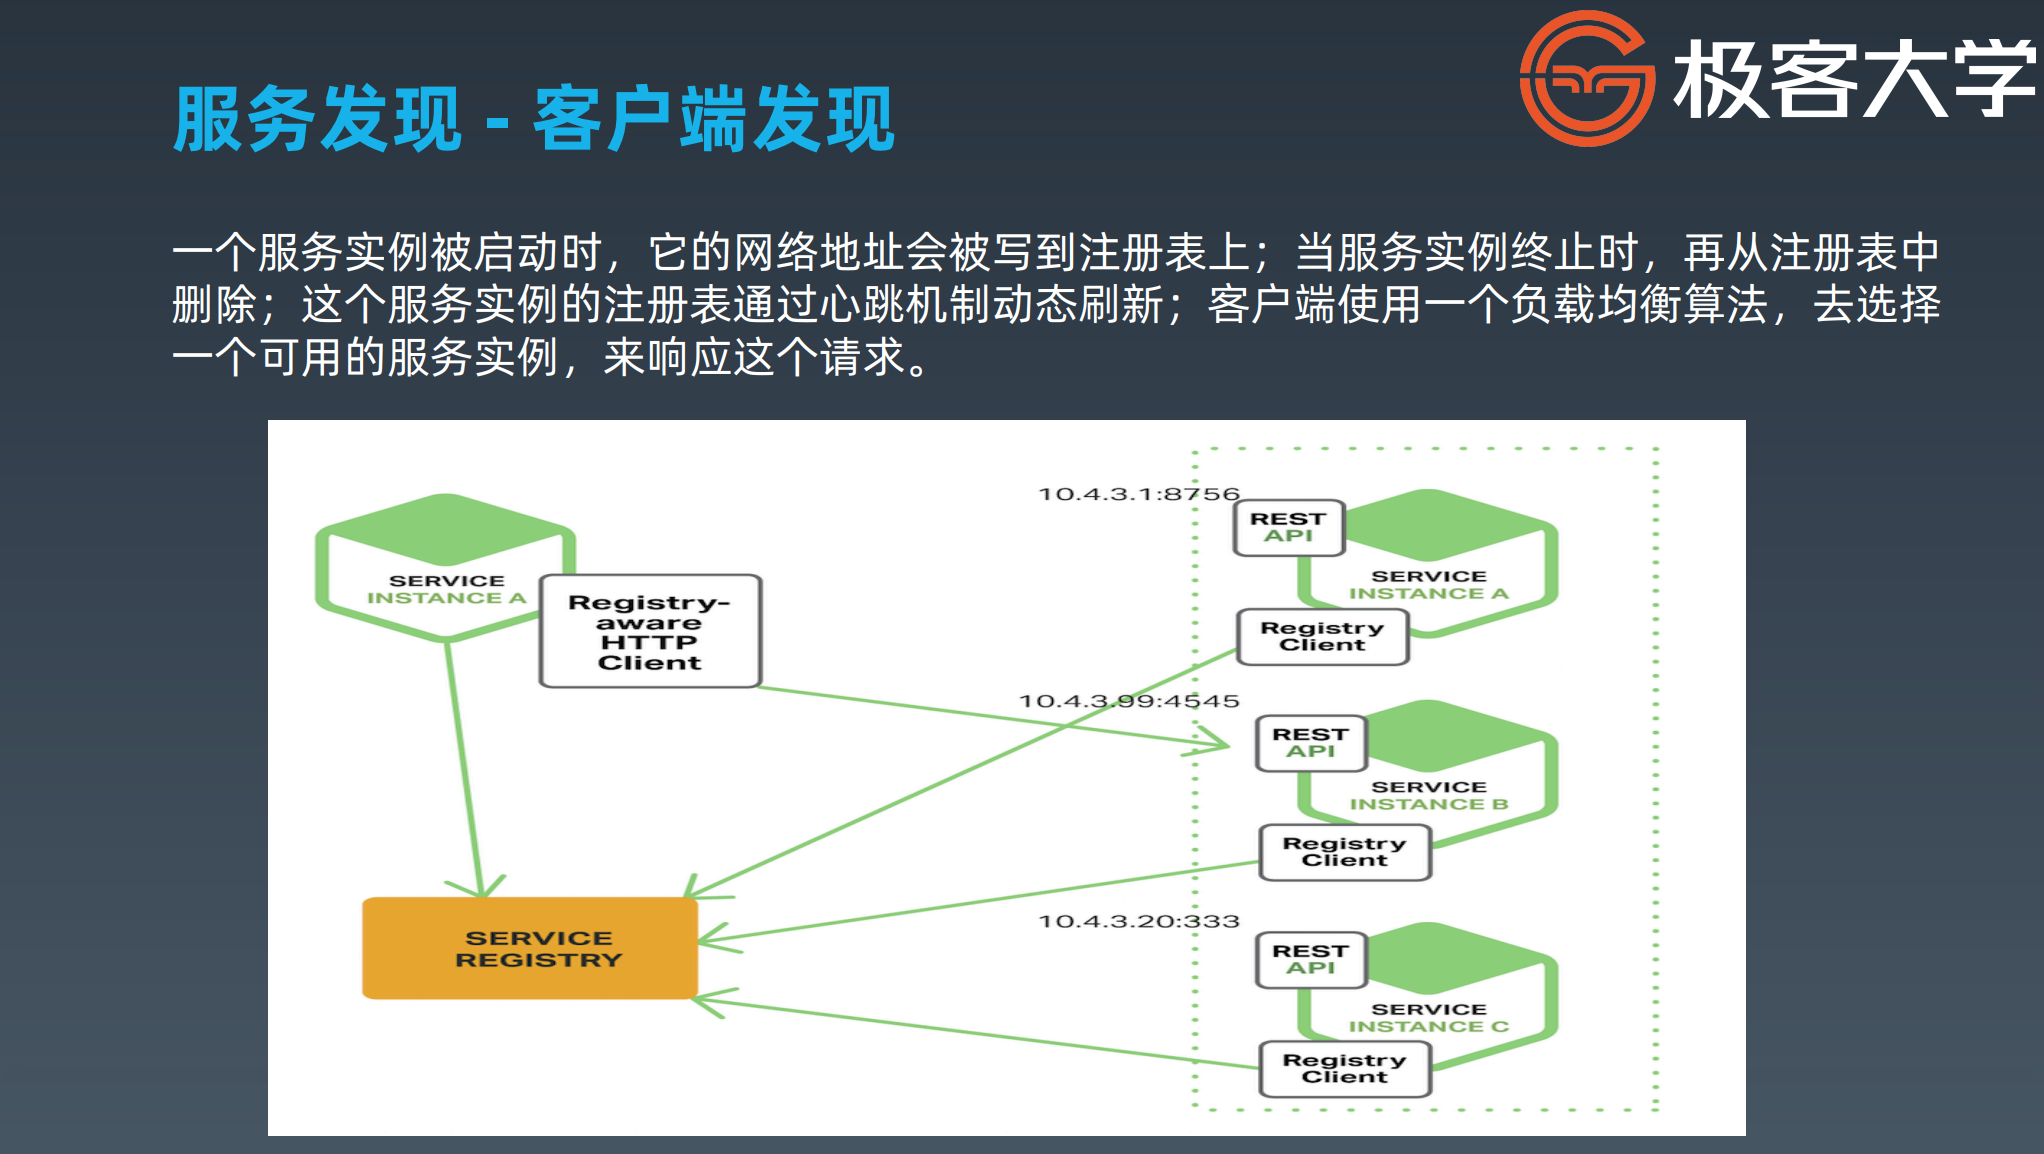 极客大学
服务发现 - 客户端发现
一个服务实例被启动时，它的网络地址会被写到注册表上；当服务实例终止时，再从注册表中
删除；这个服务实例的注册表通过心跳机制动态刷新；客户端使用一个负载均衡算法，去选择
一个可用的服务实例，来响应这个请求。
SERVICE
INSTANCE A
Registry-
aware
HTTP
Client
SERVICE
REGISTRY
10.4.3.1:8756
REST
API
SERVICE
INSTANCE A
Registry
Client
10.4.3.99:4545
REST
API
SERVICE
INSTANCE B
Registry
Client
10.4.3.20:333
REST
API
SERVICE
INSTANCE C
Registry
Client